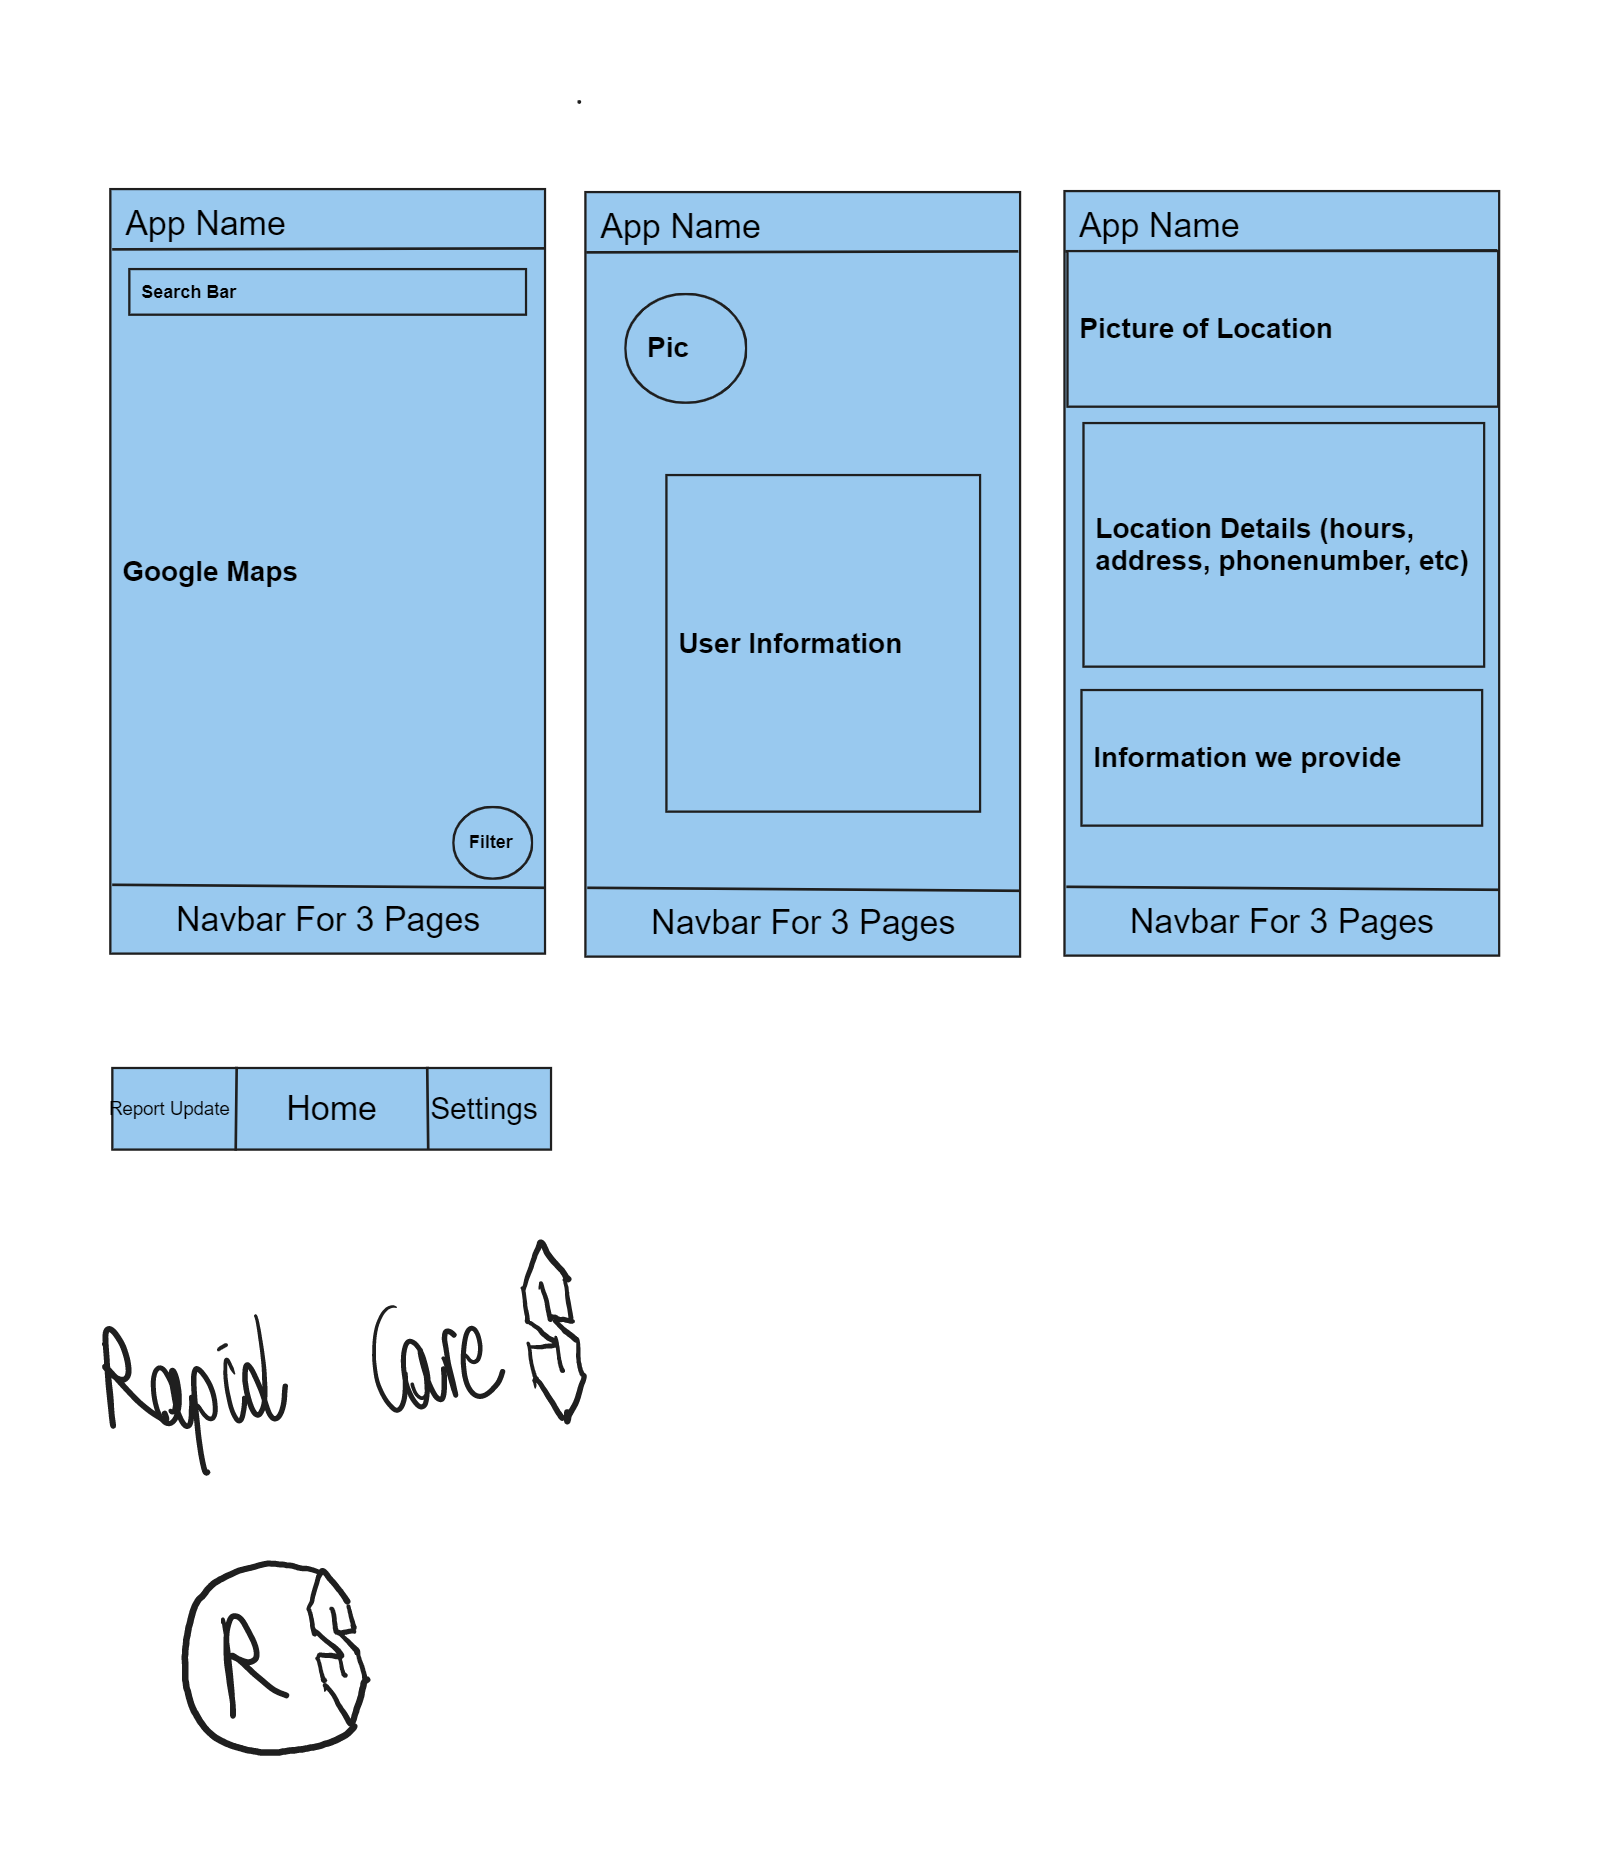 App Name
Search Bar
Google Maps
Filter
Navbar For 3 Pages
App Name
Pic
User Information
Navbar For 3 Pages
App Name
Picture of Location
Location Details (hours,
address, phonenumber, etc)
Information we provide
Navbar For 3 Pages
Report Update
Home
Settings
Rapid Care
R